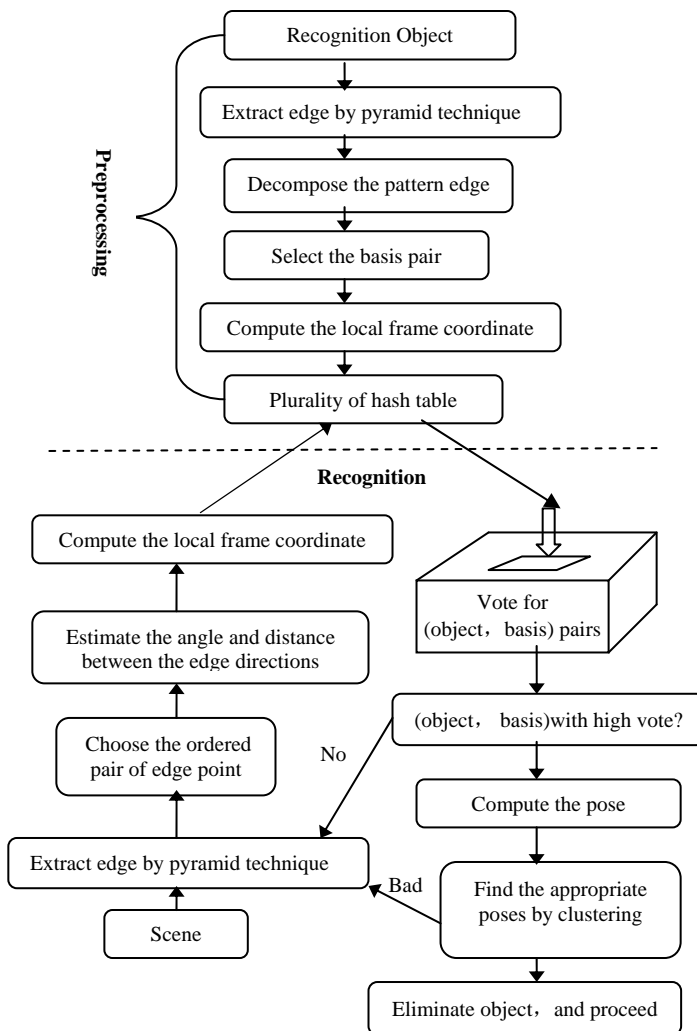 Recognition Object
Extract edge by pyramid technique
Decompose the pattern edge
Select the basis pair
Compute the local frame coordinate
Plurality of hash table
Preprocessing
Recognition
Compute the local frame coordinate
Estimate the angle and distance
between the edge directions
Choose the ordered
pair of edge point
Extract edge by pyramid technique
Scene
Vote for
(object，basis) pairs
(object， basis)with high vote?
No
Compute the pose
Find the appropriate
poses by clustering
Bad
Eliminate object，and proceed